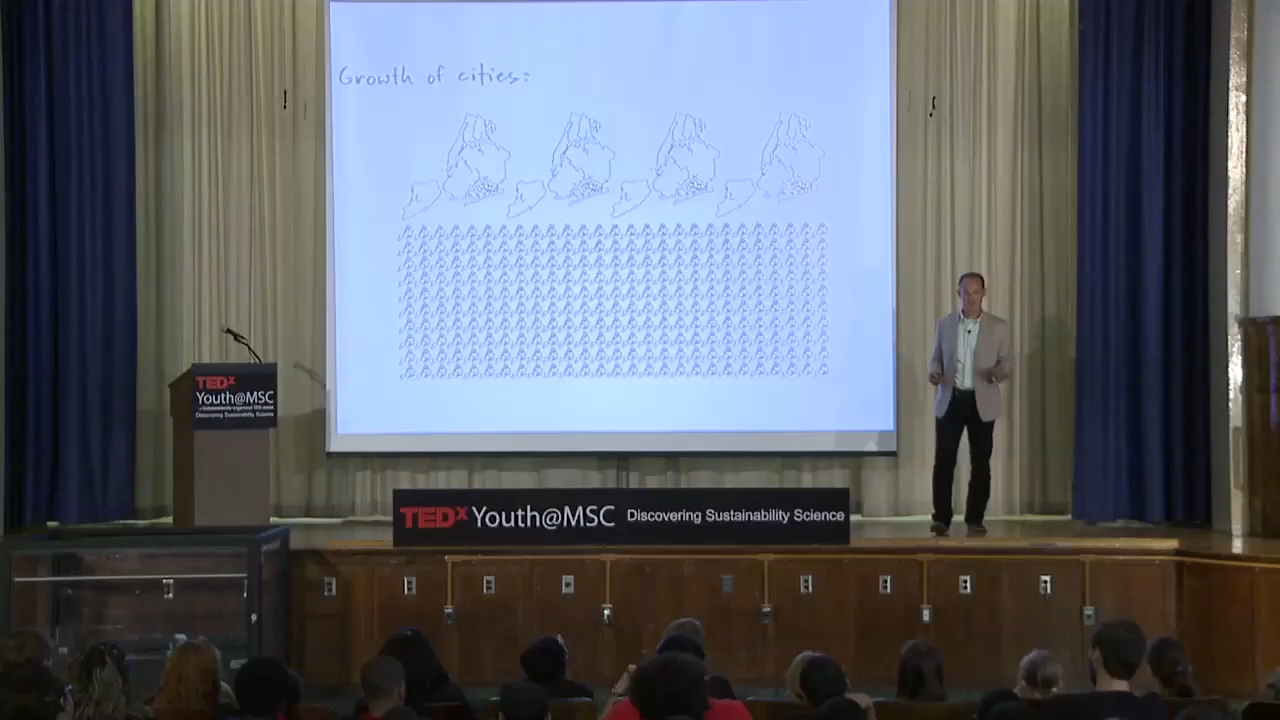 Growth of cities:
TEDx
Youth@MSC
Discovering Sustainability Science
TEDx Youth@MSC Discovering Sustainability Science